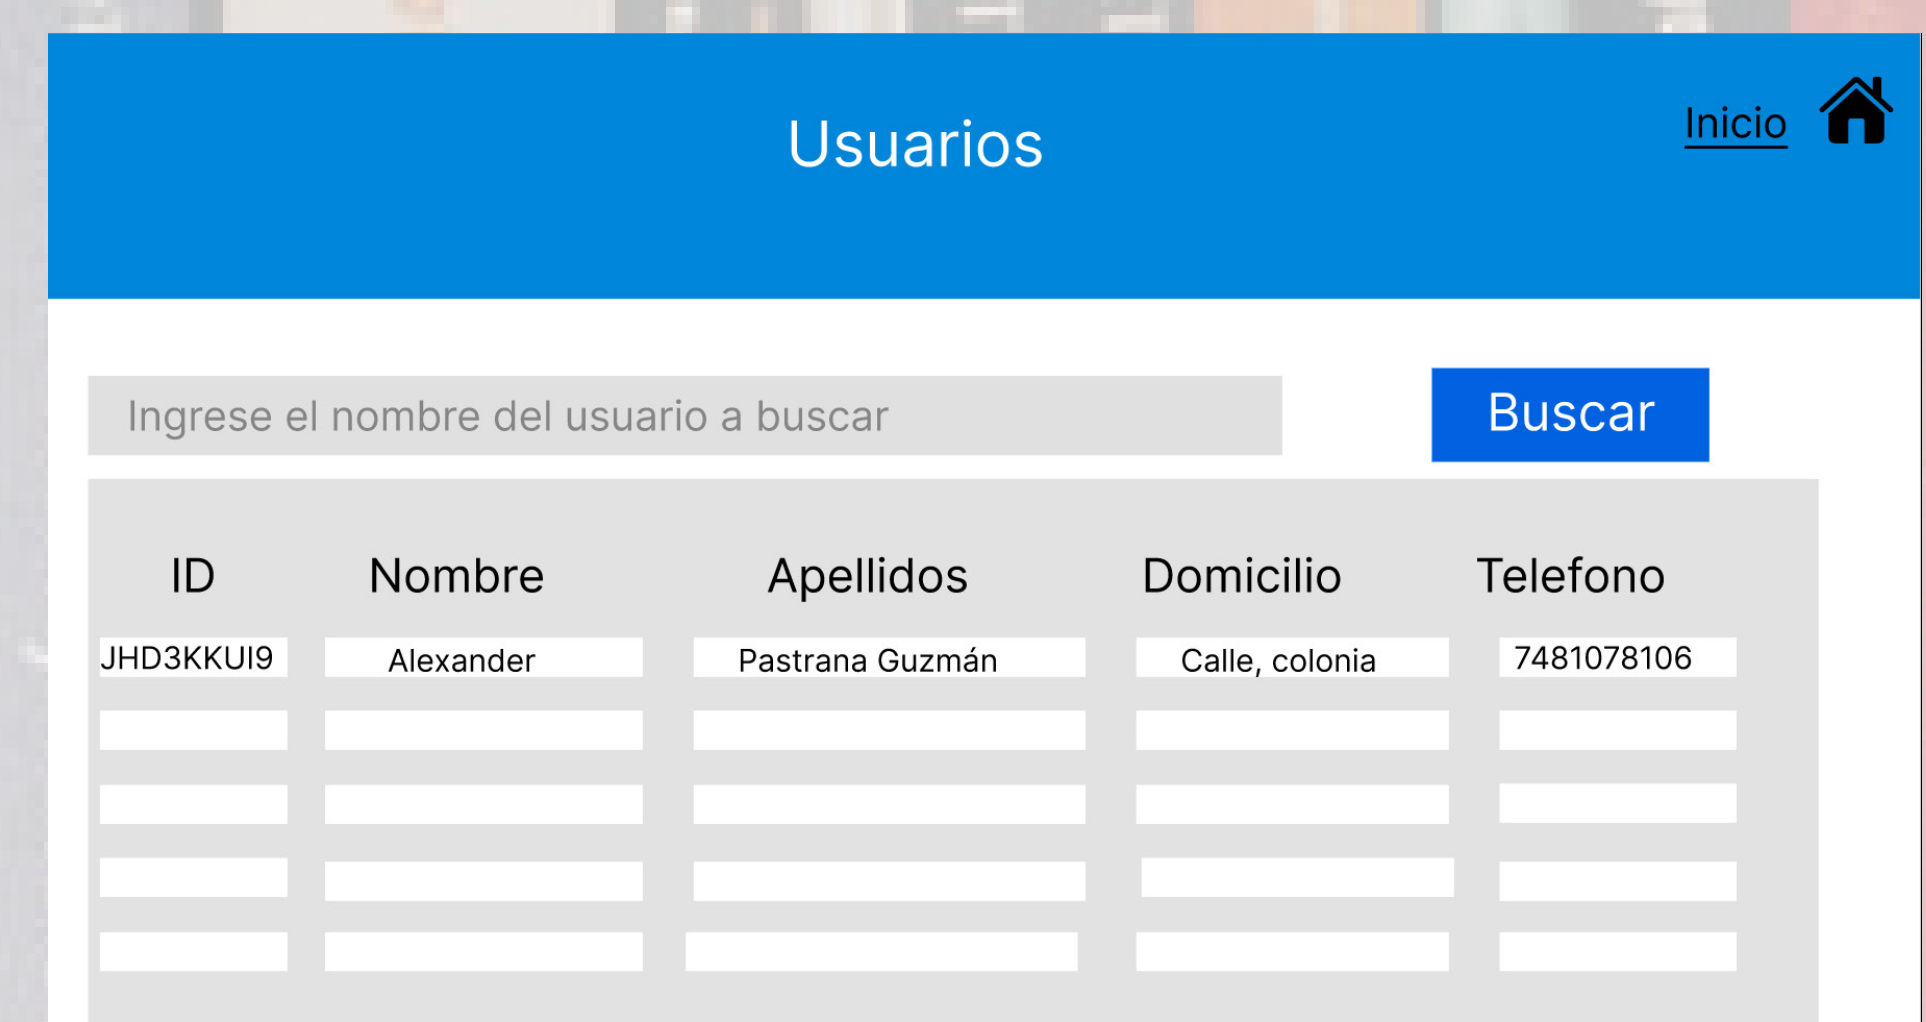 Usuarios
Inicio
Ingrese el nombre del usuario a buscar
Buscar
ID Nombre Apellidos Domicilio Telefono
JHD3KKUI9 Alexander Pastrana Guzmán Calle, colonia 7481078106